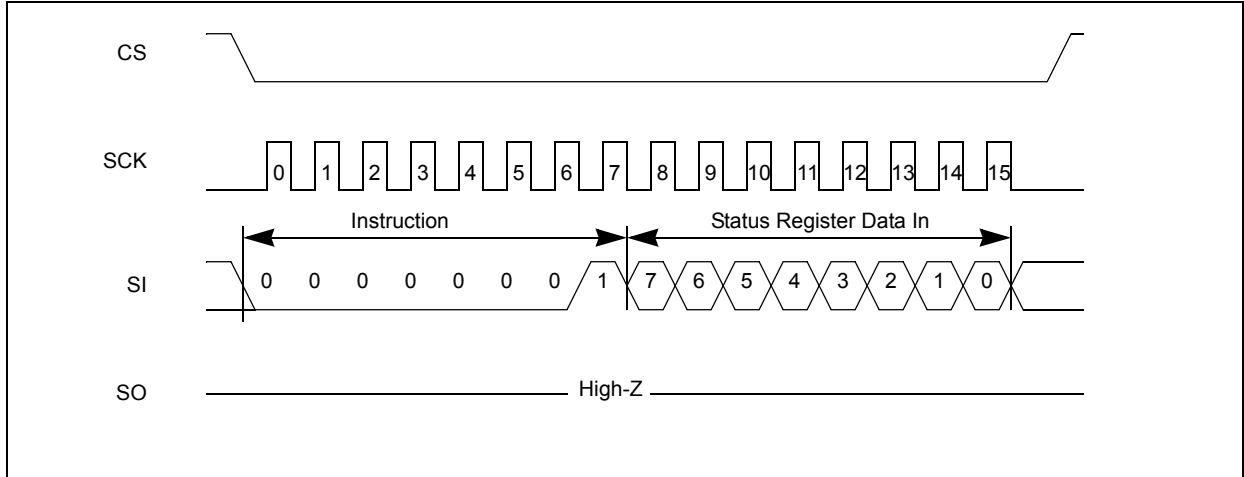 CS
SCK
0 1 2 3 4 5 6 7 8 9 10 11 12 13 14 15
Instruction Status Register Data In
SI 0 0 0 0 0 0 0 1 7 6 5 4 3 2 1 0
SO High-Z